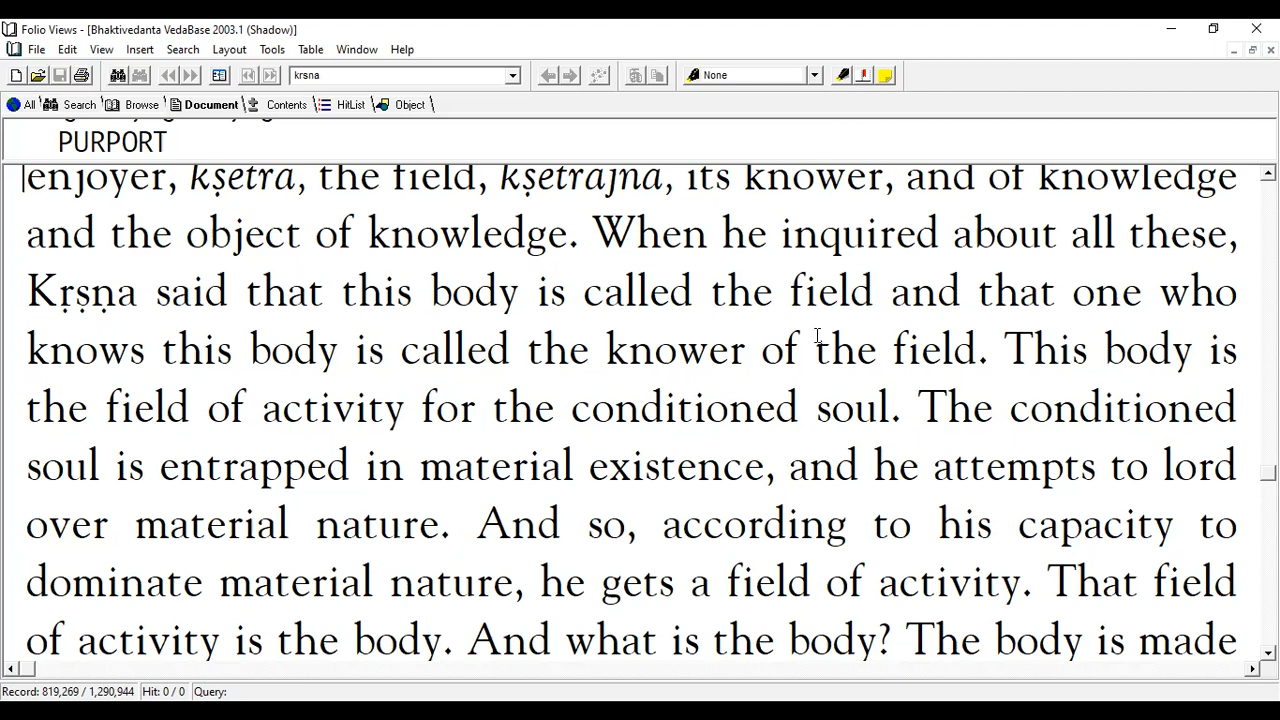 Folio Views - [Bhaktivedanta VedaBase 2003.1 (Shadow)]
File Edit View Insert Search Layout Tools Table Window Help
krsna None
All Search Browse Document Contents HitList Object
PURPORT
enjoyer, kṣetra, the field, kṣetrajña, its knower, and of knowledge
and the object of knowledge. When he inquired about all these,
Kṛṣṇa said that this body is called the field and that one who
knows this body is called the knower of the field. This body is
the field of activity for the conditioned soul. The conditioned
soul is entrapped in material existence, and he attempts to lord
over material nature. And so, according to his capacity to
dominate material nature, he gets a field of activity. That field
of activity is the body. And what is the body? The body is made
Record: 819,269 / 1,290,944 Hit: 0 / 0 Query: